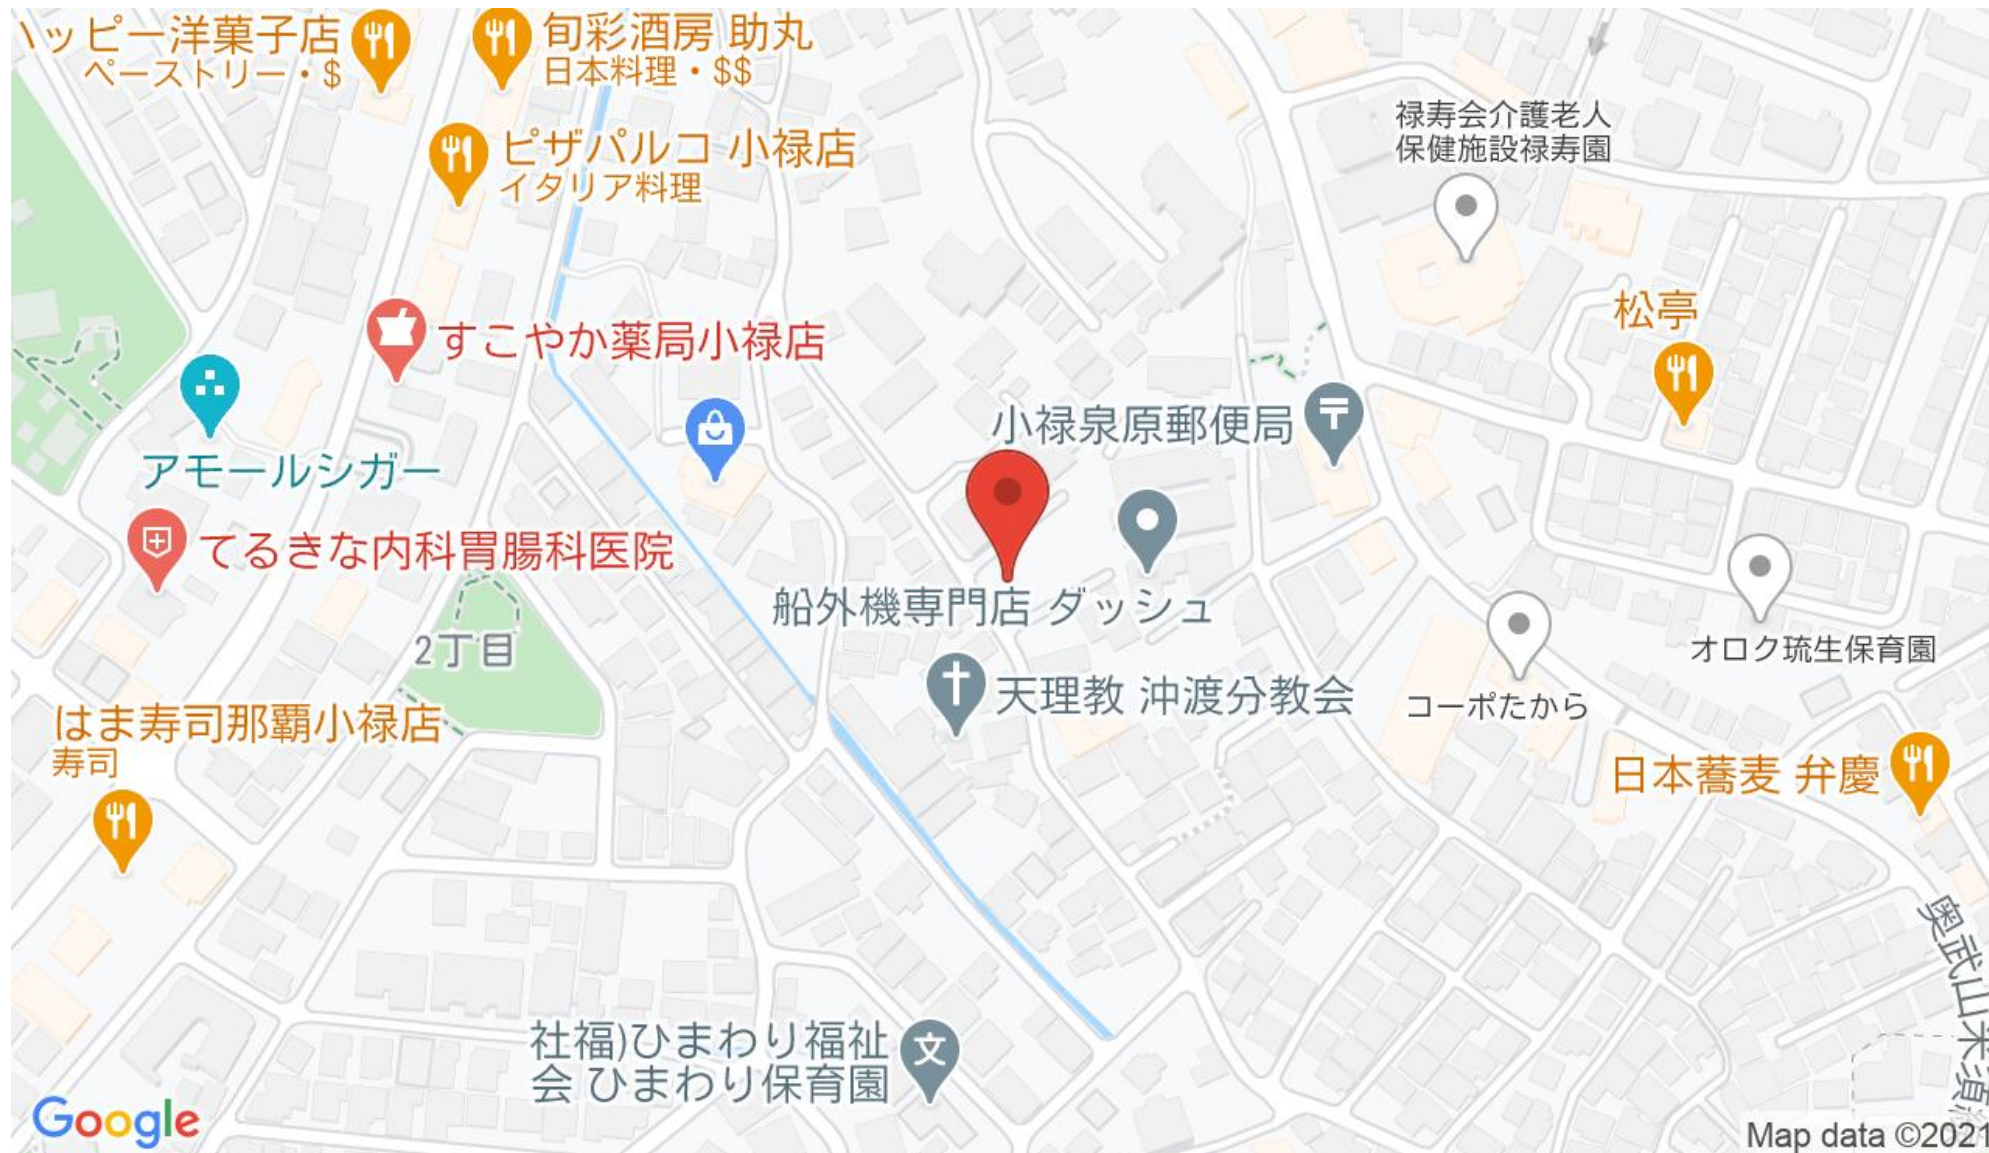 ハッピー洋菓子店
ペーストリー・$
旬彩酒房 助丸
日本料理・$$
ピザパルコ 小禄店
イタリア料理
禄寿会介護老人
保健施設禄寿園
すこやか薬局小禄店
松亭
小禄泉原郵便局
アモールシガー
てるきな内科胃腸科医院
船外機専門店 ダッシュ
2丁目
オロク琉生保育園
天理教 沖渡分教会
コーポたから
はま寿司那覇小禄店
寿司
日本蕎麦 弁慶
奥武山米須
社福)ひまわり福祉
会 ひまわり保育園
文
Google
Map data ©2021